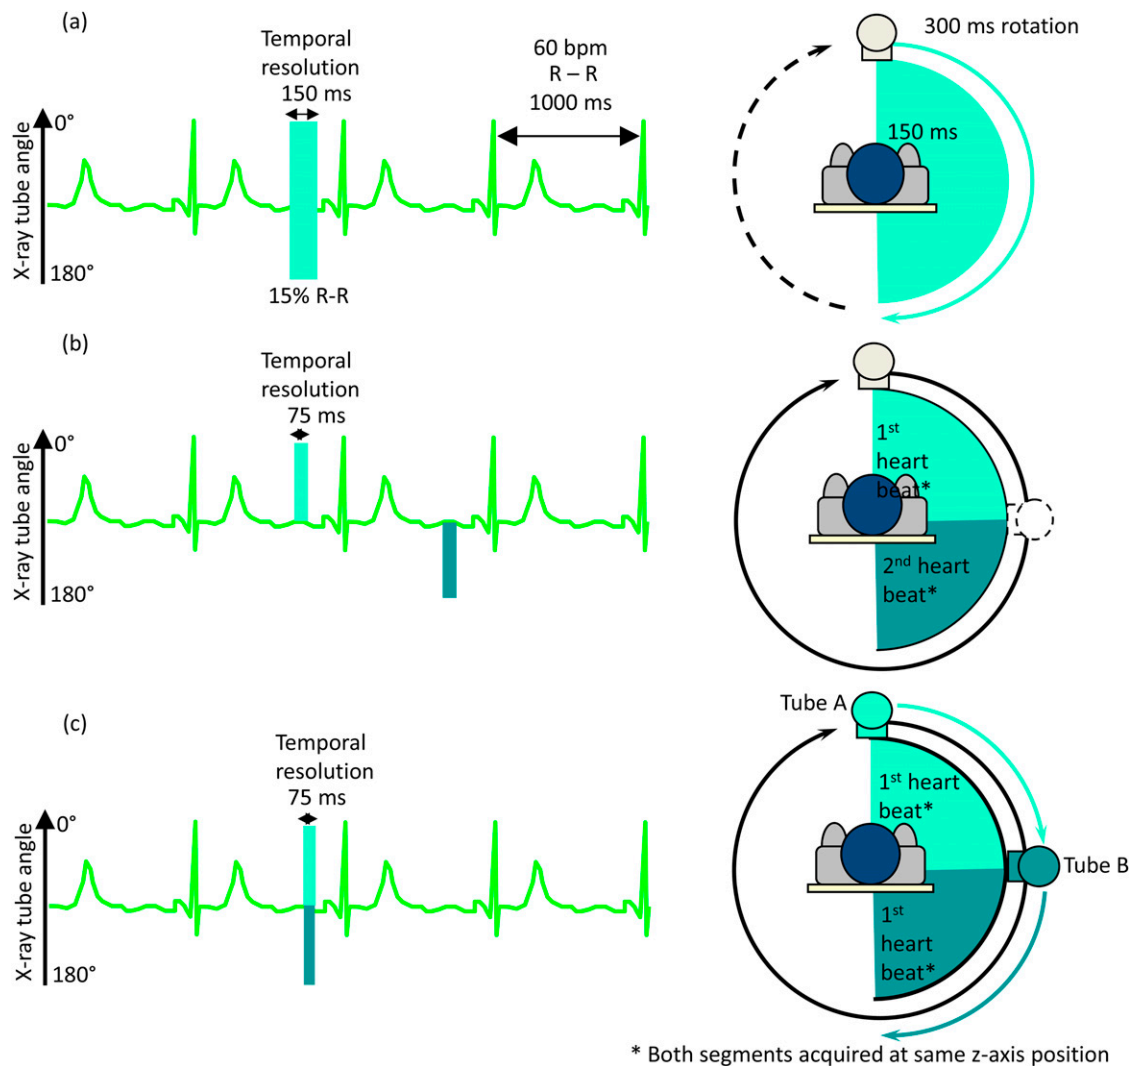 (a)
Temporal
resolution
150 ms
60 bpm
R – R
1000 ms
300 ms rotation
X-ray tube angle
0°
180°
15% R-R
150 ms
(b)
Temporal
resolution
75 ms
X-ray tube angle
0°
180°
1st
heart
beat*
2nd heart
beat*
(c)
Temporal
resolution
75 ms
X-ray tube angle
0°
180°
Tube A
1st heart
beat*
Tube B
1st
heart
beat*
* Both segments acquired at same z-axis position